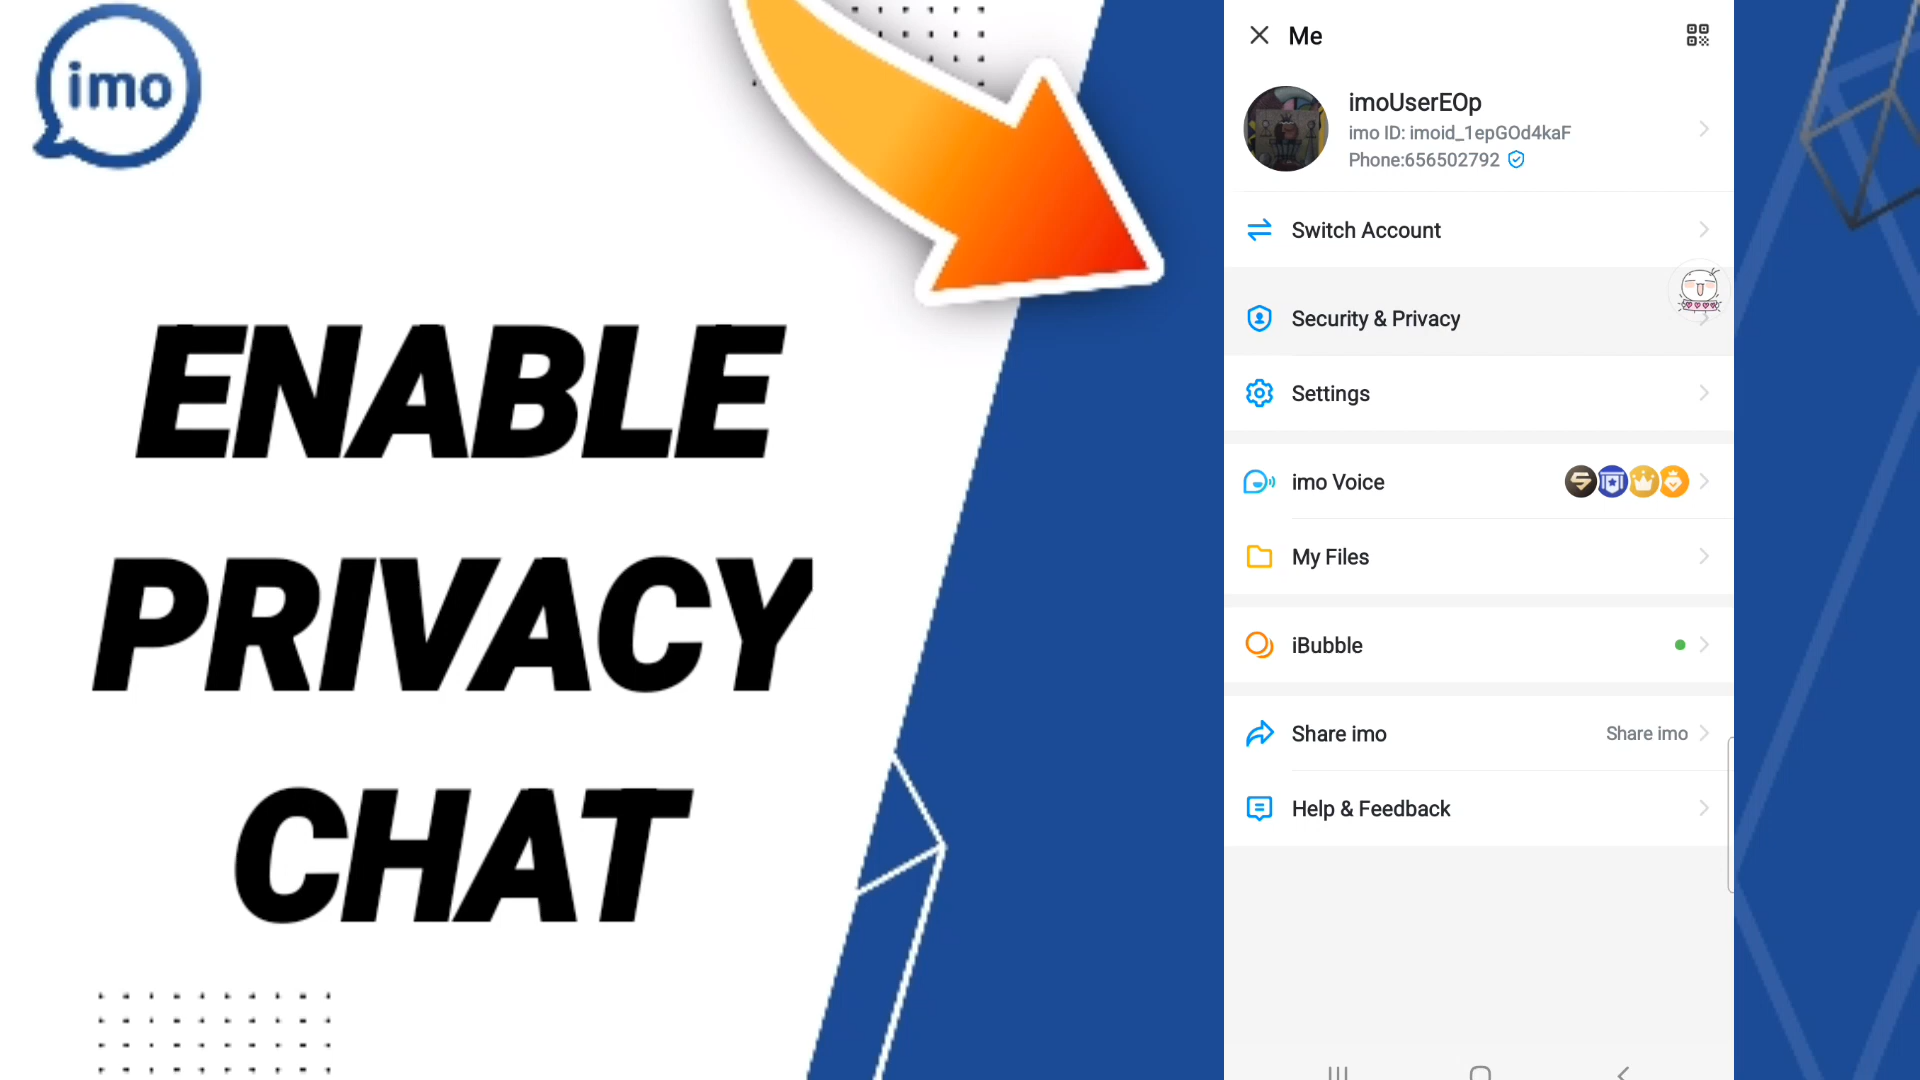 imo
ENABLE
PRIVACY
CHAT
Me
imoUserEOp
imo ID: imoid_1epGOd4kaF
Phone:656502792
Switch Account
Security & Privacy
Settings
imo Voice
My Files
iBubble
Share imo Share imo
Help & Feedback